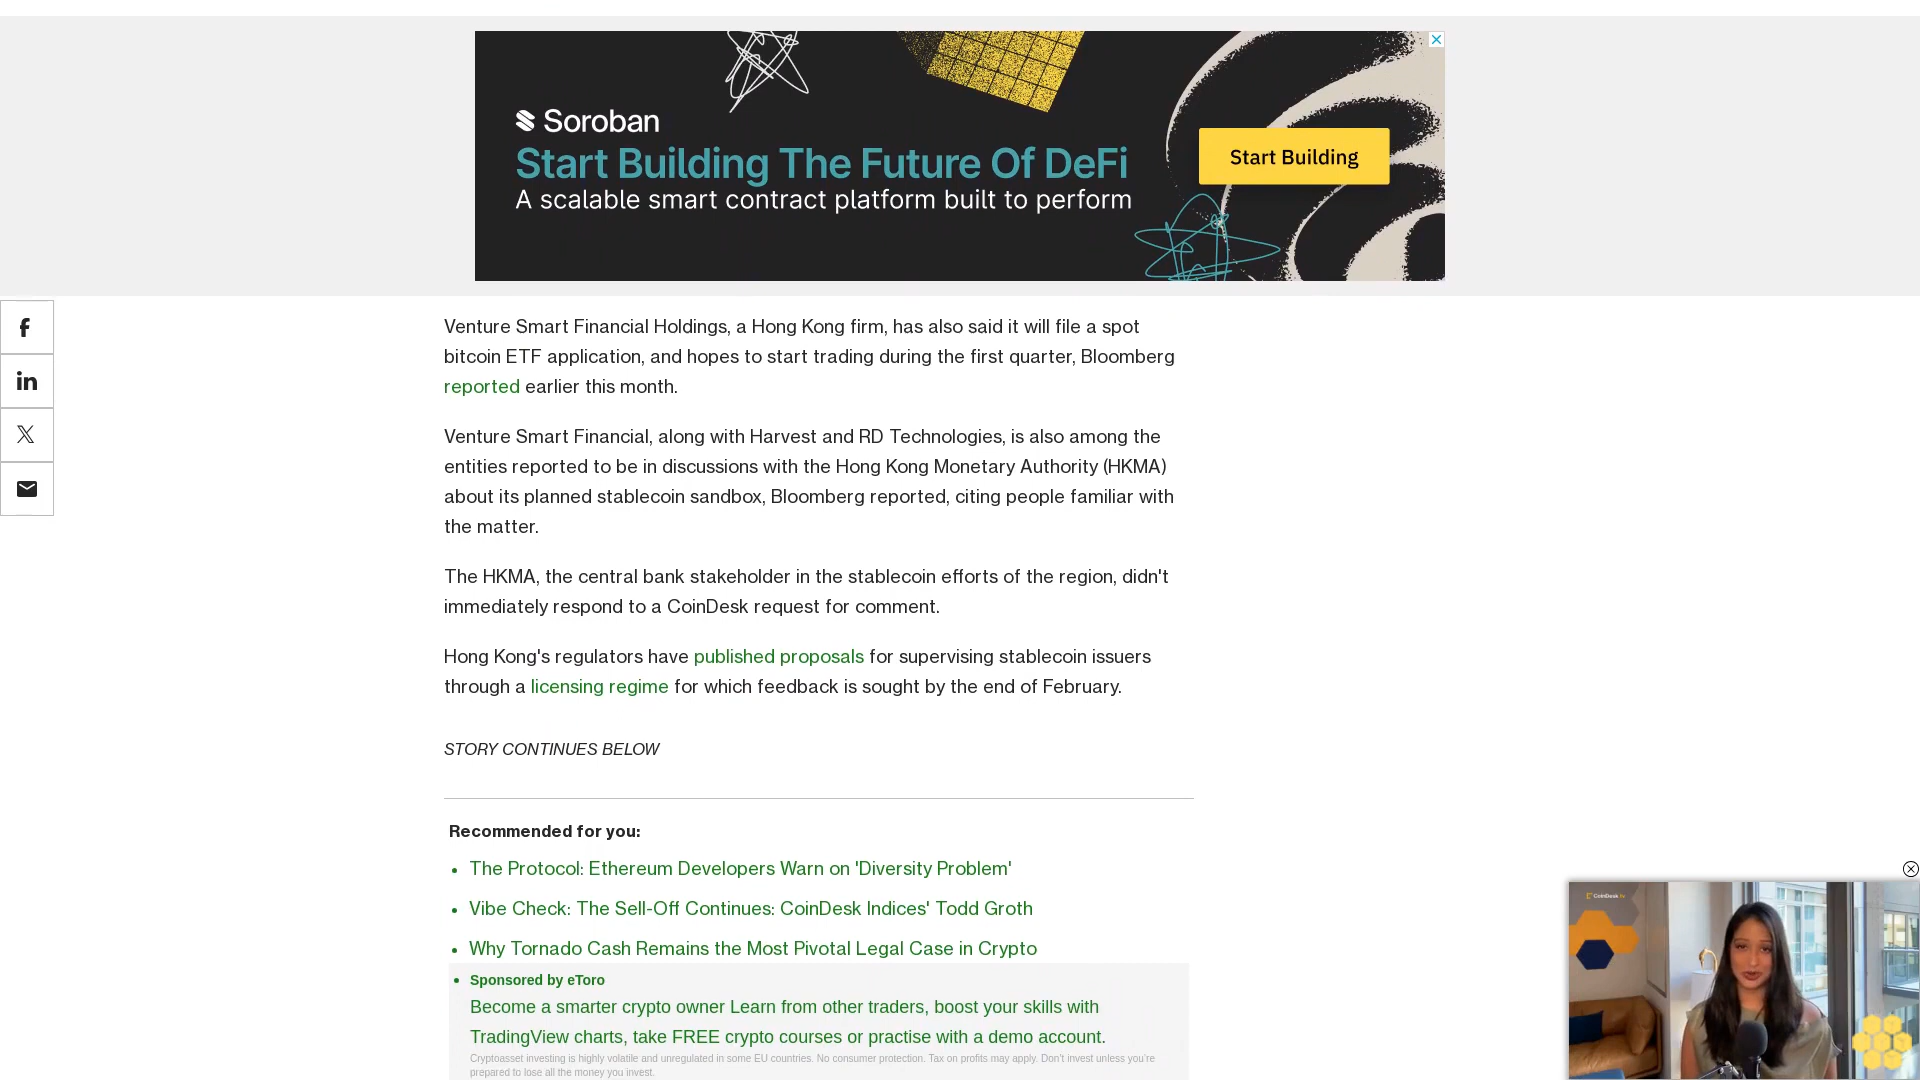 Soroban
Start Building The Future Of DeFi
A scalable smart contract platform built to perform
Start Building
Venture Smart Financial Holdings, a Hong Kong firm, has also said it will file a spot
bitcoin ETF application, and hopes to start trading during the first quarter, Bloomberg
reported earlier this month.
Venture Smart Financial, along with Harvest and RD Technologies, is also among the
entities reported to be in discussions with the Hong Kong Monetary Authority (HKMA)
about its planned stablecoin sandbox, Bloomberg reported, citing people familiar with
the matter.
The HKMA, the central bank stakeholder in the stablecoin efforts of the region, didn't
immediately respond to a CoinDesk request for comment.
Hong Kong's regulators have published proposals for supervising stablecoin issuers
through a licensing regime for which feedback is sought by the end of February.
STORY CONTINUES BELOW
Recommended for you:
• The Protocol: Ethereum Developers Warn on 'Diversity Problem'
• Vibe Check: The Sell-Off Continues: CoinDesk Indices' Todd Groth
• Why Tornado Cash Remains the Most Pivotal Legal Case in Crypto
• Sponsored by eToro
Become a smarter crypto owner Learn from other traders, boost your skills with
TradingView charts, take FREE crypto courses or practise with a demo account.
Cryptoasset investing is highly volatile and unregulated in some EU countries. No consumer protection. Tax on profits may apply. Don't invest unless you're
prepared to lose all the money you invest.
CoinDesk tv